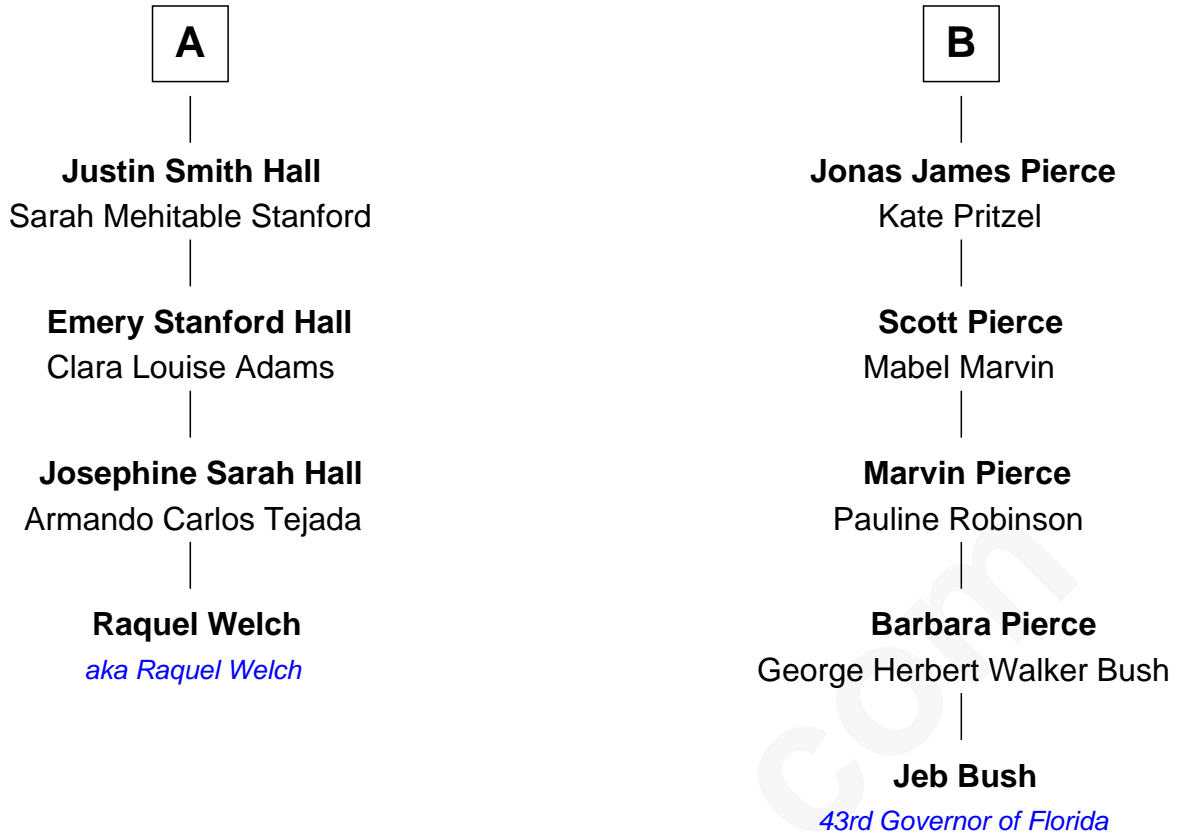 A
Justin Smith Hall
Sarah Mehitable Stanford
Emery Stanford Hall
Clara Louise Adams
Josephine Sarah Hall
Armando Carlos Tejada
Raquel Welch
aka Raquel Welch
B
Jonas James Pierce
Kate Pritzel
Scott Pierce
Mabel Marvin
Marvin Pierce
Pauline Robinson
Barbara Pierce
George Herbert Walker Bush
Jeb Bush
43rd Governor of Florida
com